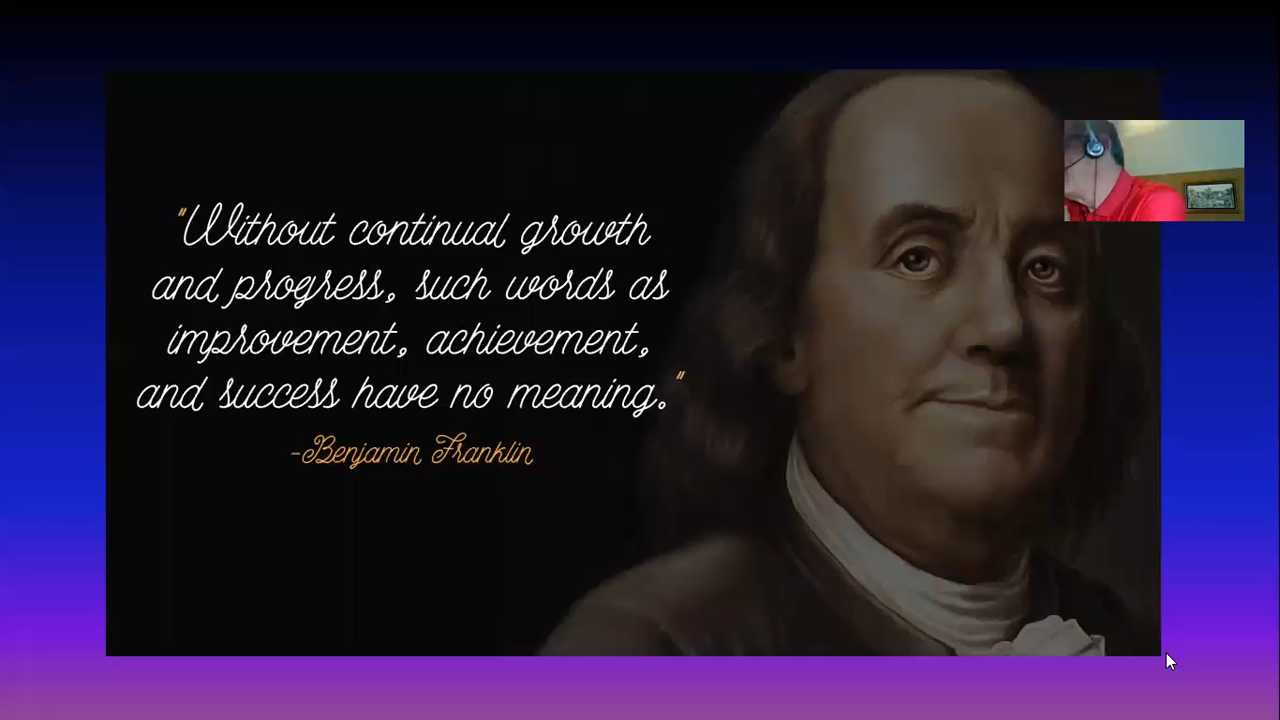 "Without continual growth
and progress, such words as
improvement, achievement,
and success have no meaning."
-Benjamin Franklin